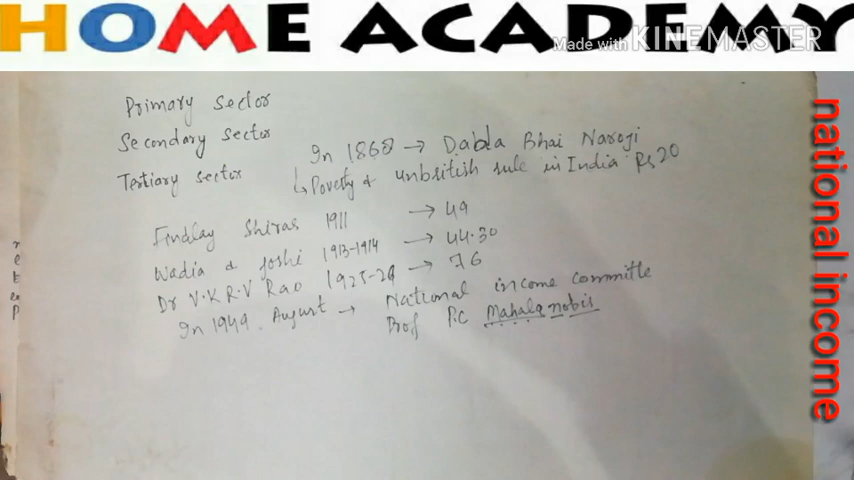 HOME ACADEMY
Made with KINEMASTER
national income
Primary Sector
Secondary Sector
Tertiary sector
In 1868 → Dabda Bhai Naroji
↳ Poverty & unbritish rule in India Rs 20
Findlay Shiras 1911 → 49
Wadia & Joshi 1913-1914 → 44.30
Dr V.K.R.V Rao 1925-29 → 76
In 1949 August → National income committe
Prof P.C Mahalanobis